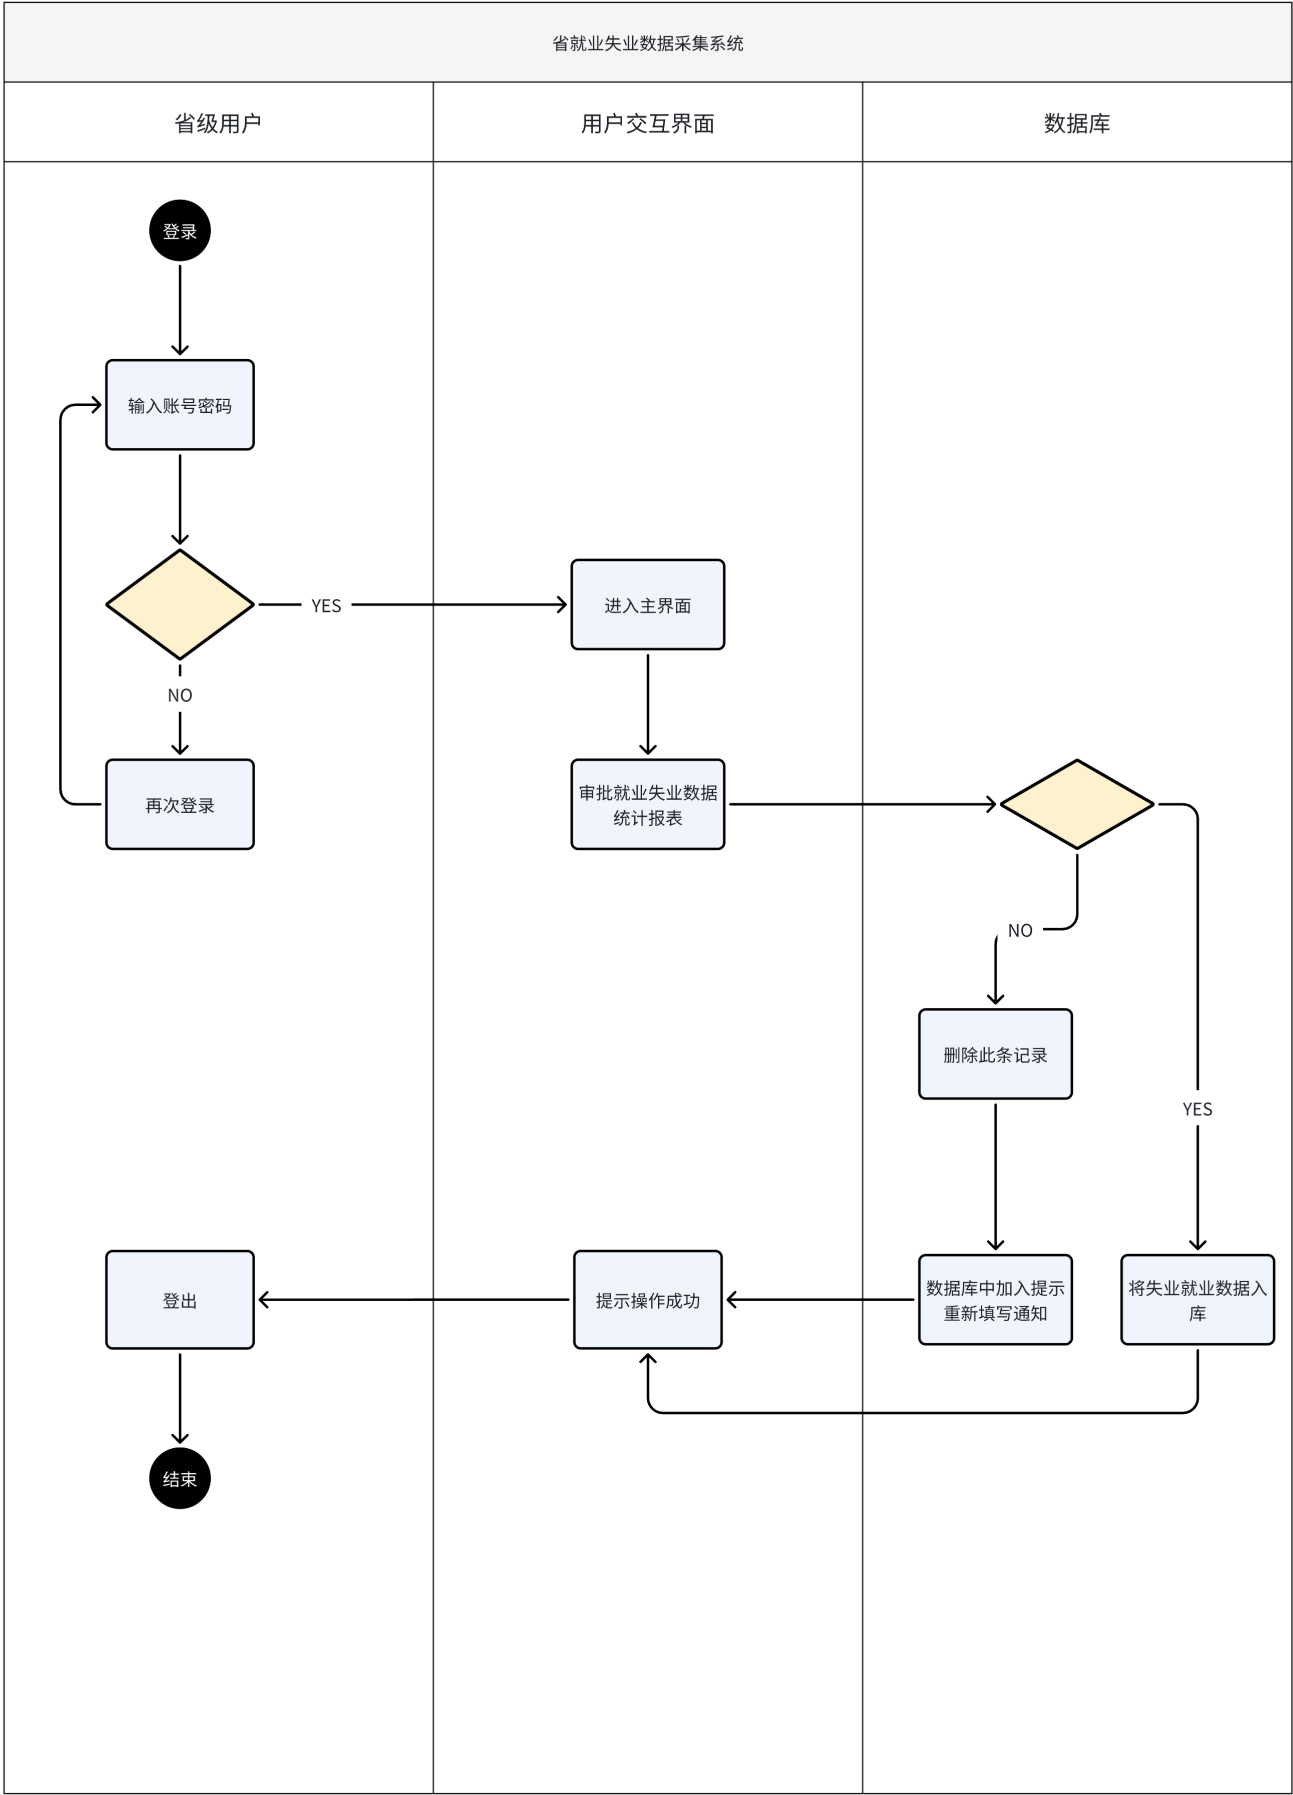 省就业失业数据采集系统
省级用户
用户交互界面
数据库
登录
输入账号密码
YES
进入主界面
NO
再次登录
审批就业失业数据
统计报表
NO
删除此条记录
YES
登出
提示操作成功
数据库中加入提示
重新填写通知
将失业就业数据入
库
结束